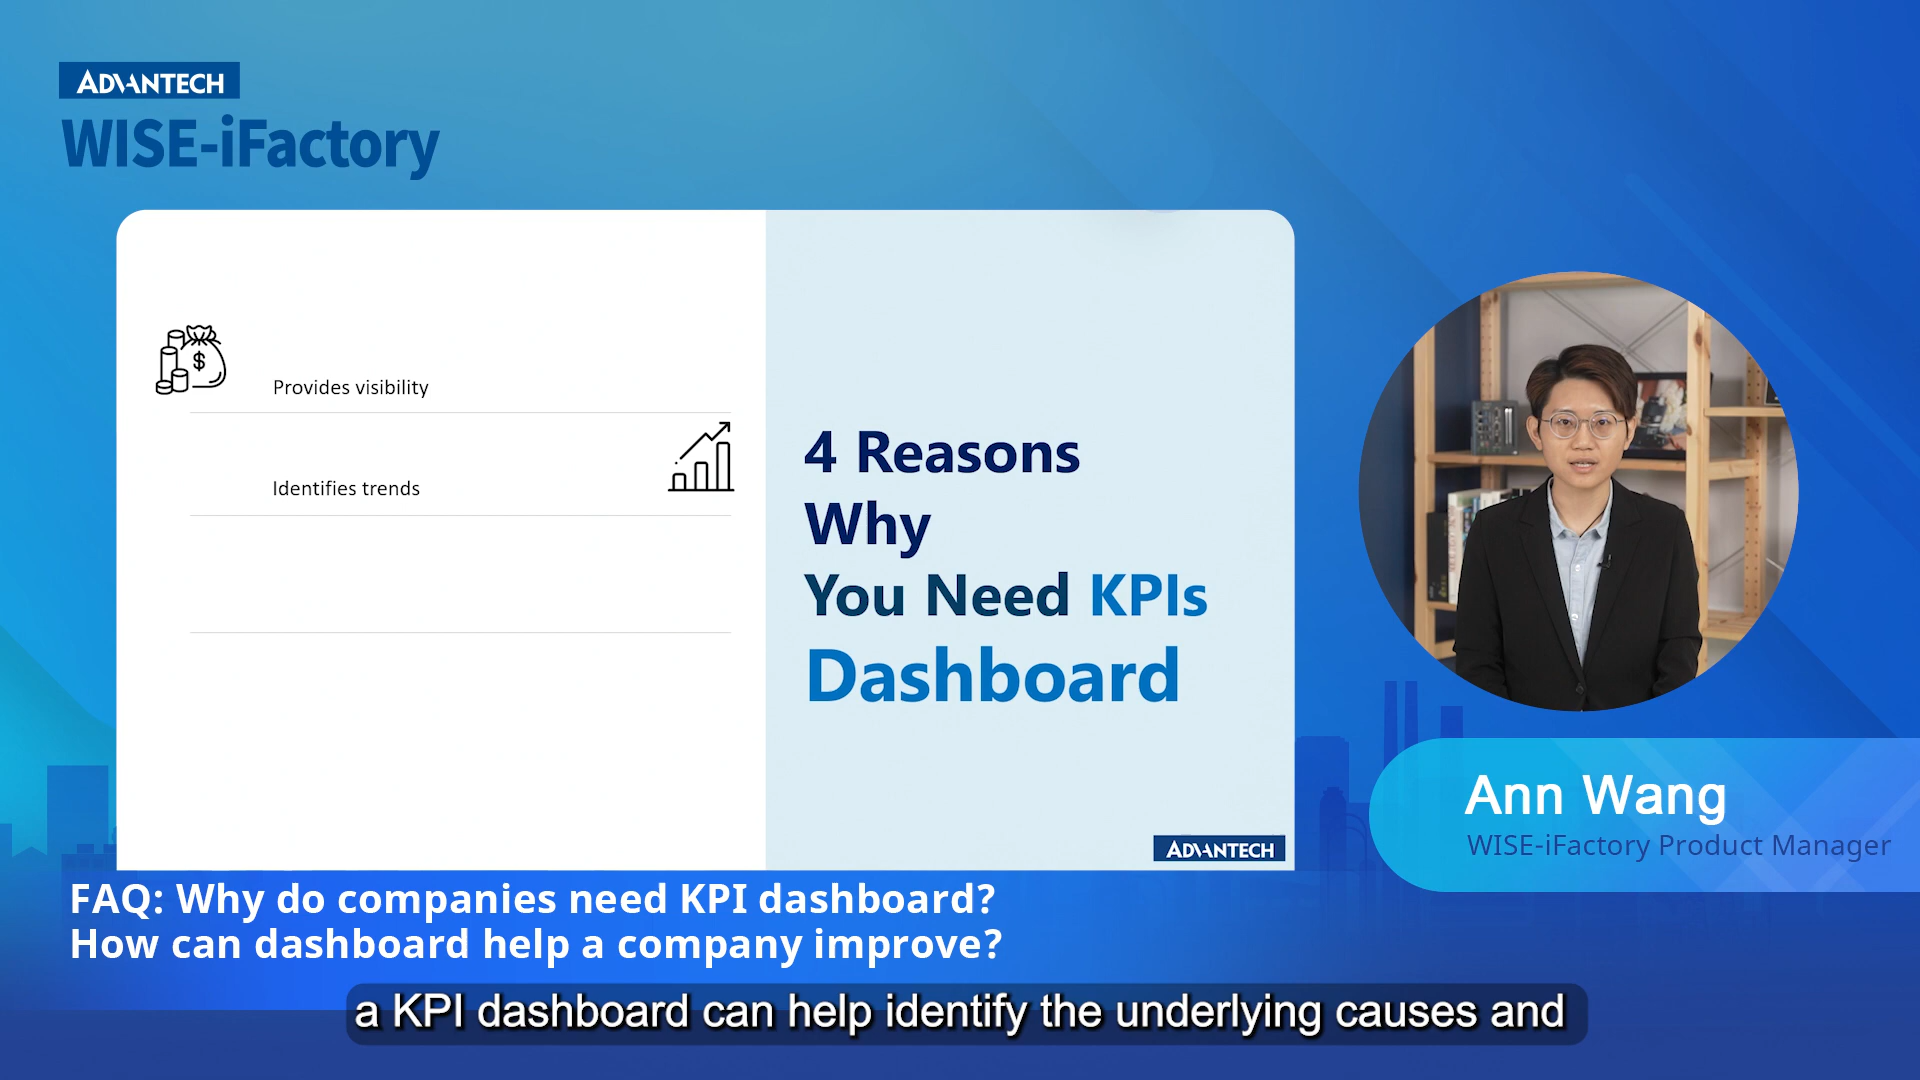 ADVANTECH
WISE-iFactory
$
Provides visibility
Identifies trends
4 Reasons
Why
You Need KPIs
Dashboard
ADVANTECH
Ann Wang
WISE-iFactory Product Manager
FAQ: Why do companies need KPI dashboard?
How can dashboard help a company improve?
a KPI dashboard can help identify the underlying causes and